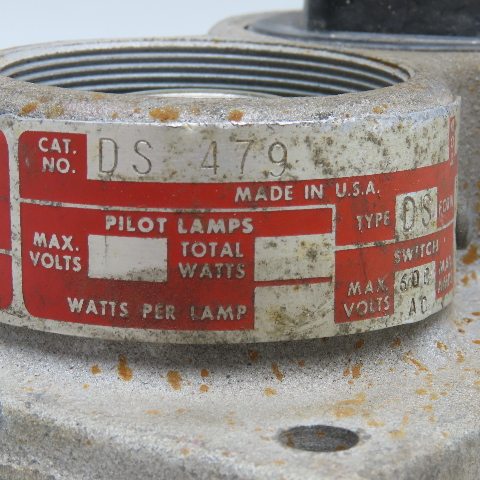 CAT. NO. DS 479
MADE IN U.S.A.
PILOT LAMPS
TYPE DS
MAX. VOLTS
TOTAL WATTS
SWITCH
WATTS PER LAMP
MAX. VOLTS 600 AC